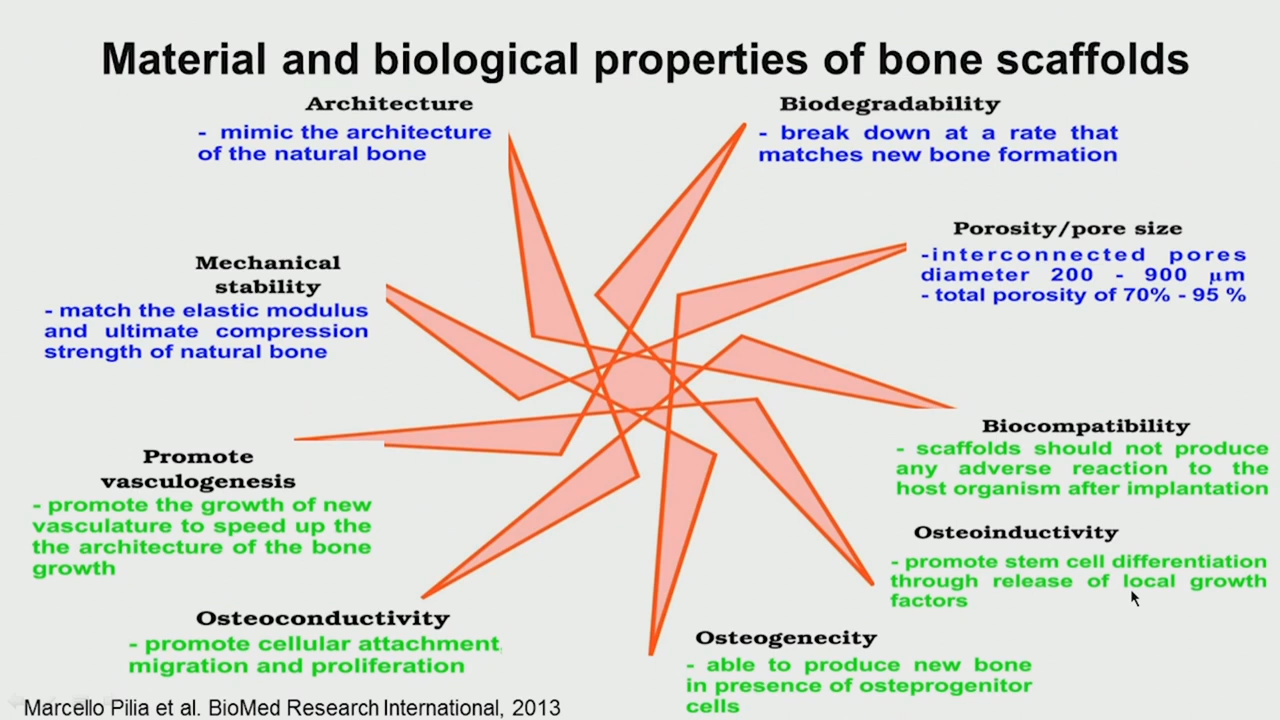 Material and biological properties of bone scaffolds
Architecture
- mimic the architecture
of the natural bone
Biodegradability
- break down at a rate that
matches new bone formation
Porosity/pore size
-interconnected pores
diameter 200 - 900 µm
- total porosity of 70% - 95 %
Mechanical
stability
- match the elastic modulus
and ultimate compression
strength of natural bone
Biocompatibility
- scaffolds should not produce
any adverse reaction to the
host organism after implantation
Promote
vasculogenesis
- promote the growth of new
vasculature to speed up the
the architecture of the bone
growth
Osteoinductivity
- promote stem cell differentiation
through release of local growth
factors
Osteoconductivity
- promote cellular attachment,
migration and proliferation
Osteogenecity
- able to produce new bone
in presence of osteprogenitor
cells
Marcello Pilia et al. BioMed Research International, 2013